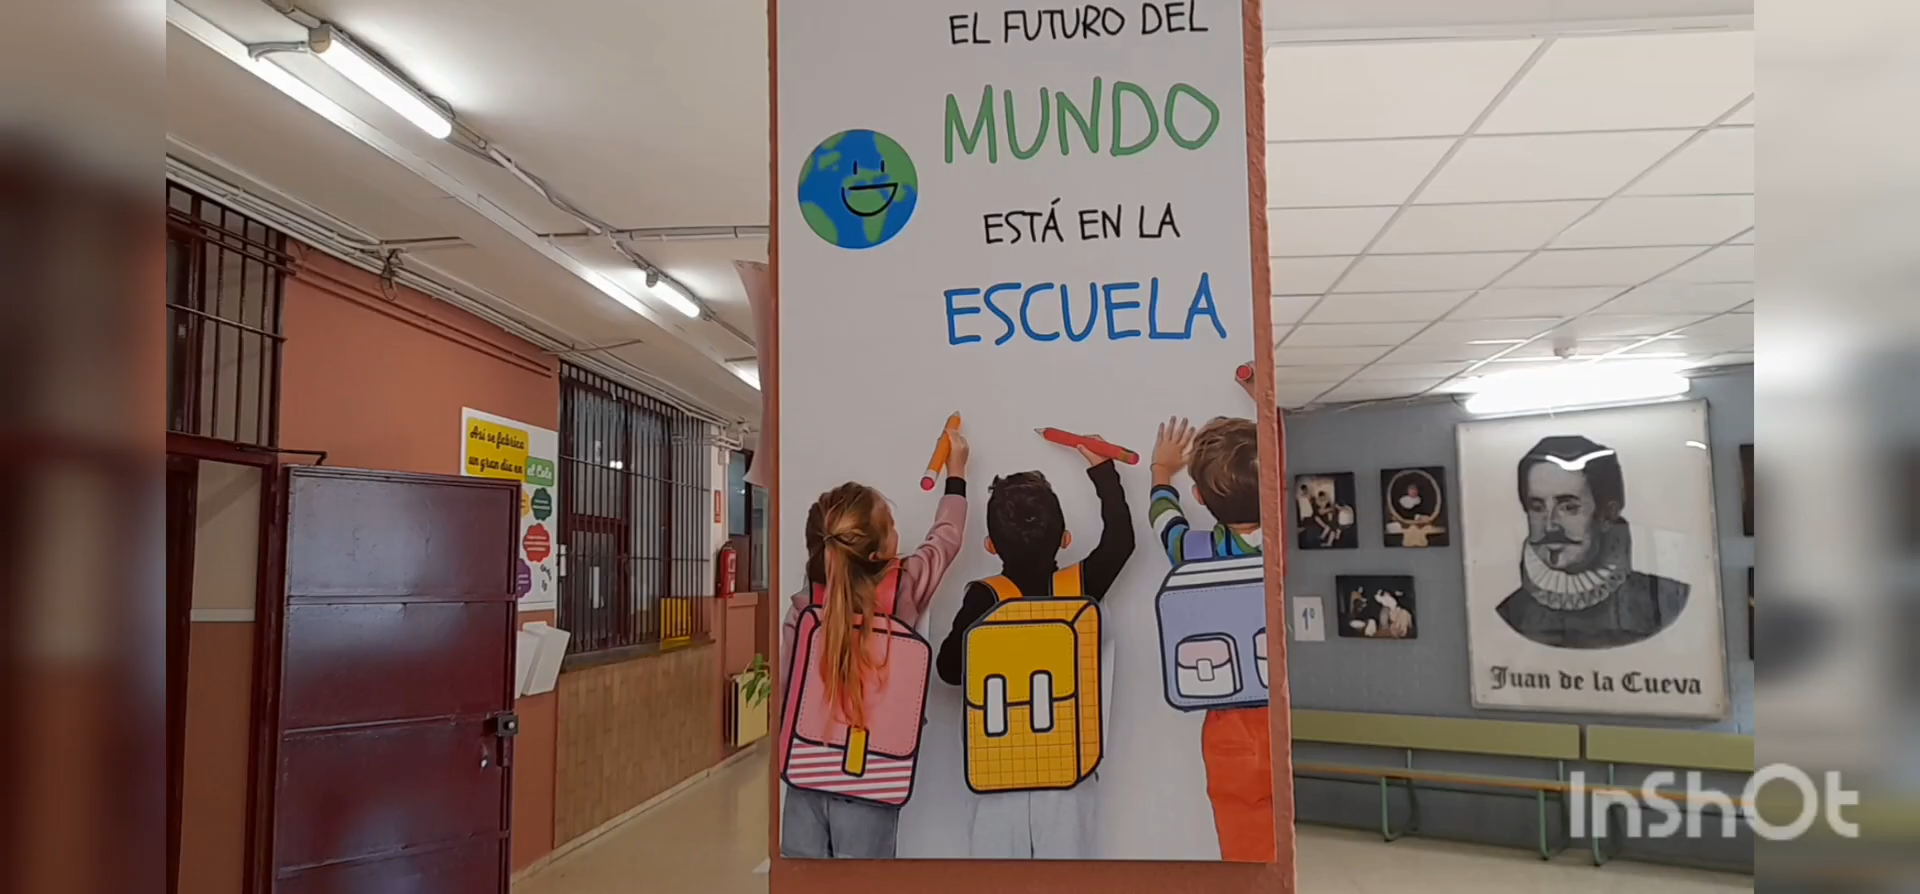 EL FUTURO DEL
MUNDO
ESTÁ EN LA
ESCUELA
Así se fabrica
un gran día en
el Cole
Juan de la Cueva
InShOt